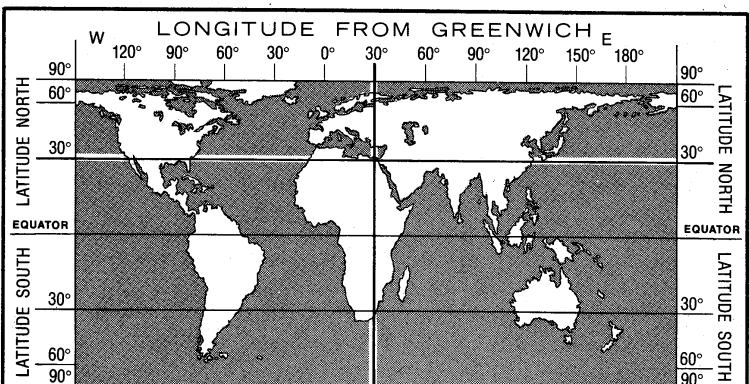 LONGITUDE FROM GREENWICH
W E
120° 90° 60° 30° 0° 30° 60° 90° 120° 150° 180°
90° 90°
60° 60°
LATITUDE NORTH LATITUDE NORTH
30° 30°
EQUATOR EQUATOR
LATITUDE SOUTH LATITUDE SOUTH
30° 30°
60° 60°
90° 90°